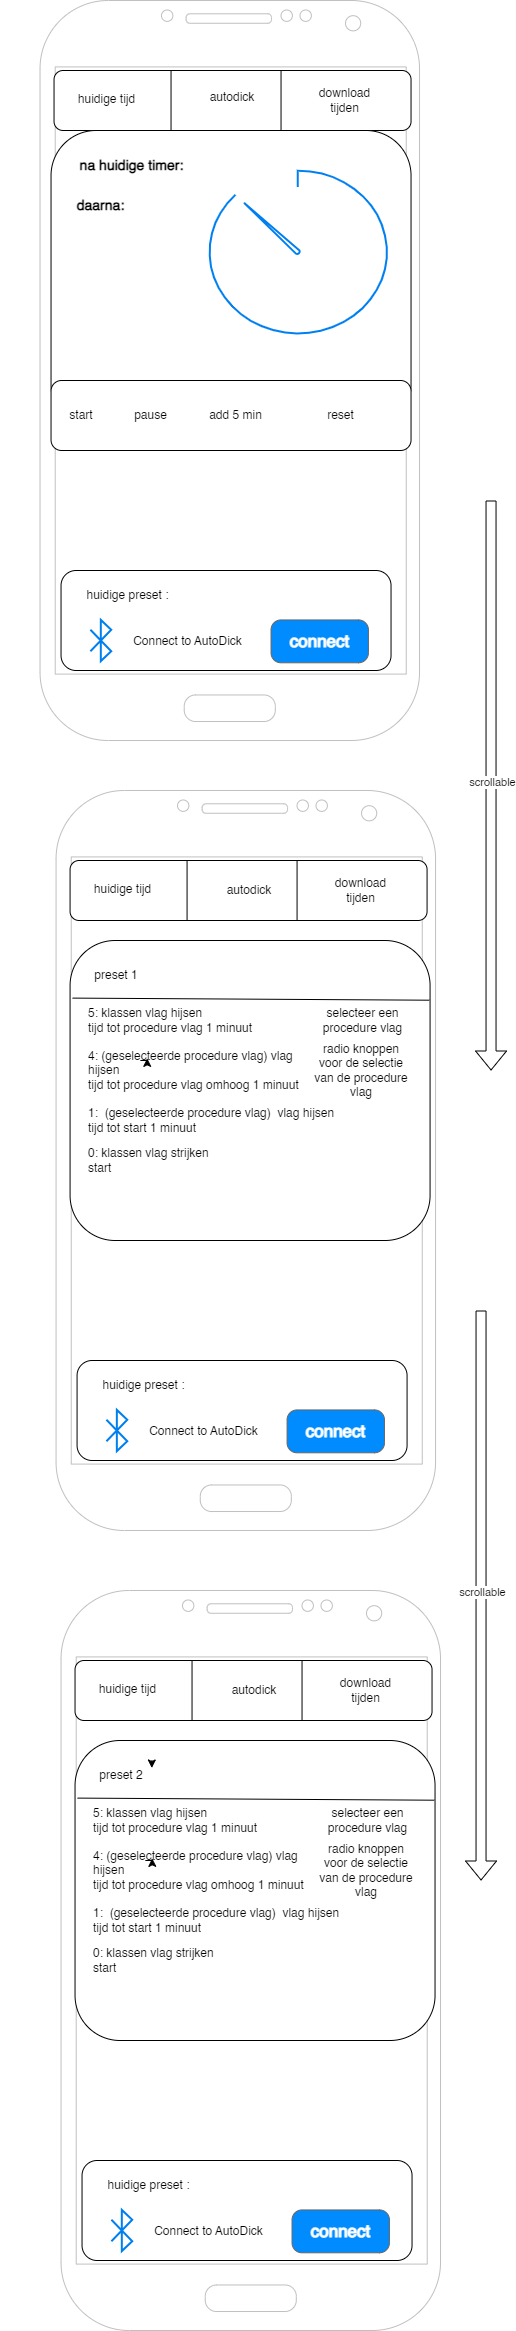 huidige tijd
autodick
download
tijden
na huidige timer:
daarna:
start
pause
add 5 min
reset
huidige preset :
Connect to AutoDick
connect
scrollable
huidige tijd
autodick
download
tijden
preset 1
5: klassen vlag hijsen
tijd tot procedure vlag 1 minuut
selecteer een
procedure vlag
4: (geselecteerde procedure vlag) vlag
hijsen
tijd tot procedure vlag omhoog 1 minuut
radio knoppen
voor de selectie
van de procedure
vlag
1:  (geselecteerde procedure vlag)  vlag hijsen
tijd tot start 1 minuut
0: klassen vlag strijken
start
huidige preset :
Connect to AutoDick
connect
scrollable
huidige tijd
autodick
download
tijden
preset 2
5: klassen vlag hijsen
tijd tot procedure vlag 1 minuut
selecteer een
procedure vlag
4: (geselecteerde procedure vlag) vlag
hijsen
tijd tot procedure vlag omhoog 1 minuut
radio knoppen
voor de selectie
van de procedure
vlag
1:  (geselecteerde procedure vlag)  vlag hijsen
tijd tot start 1 minuut
0: klassen vlag strijken
start
huidige preset :
Connect to AutoDick
connect